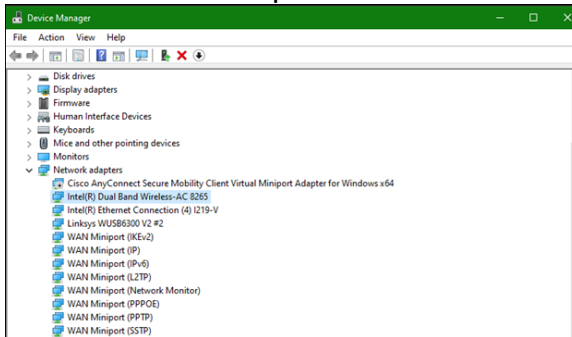 Device Manager
File Action View Help
Disk drives
Display adapters
Firmware
Human Interface Devices
Keyboards
Mice and other pointing devices
Monitors
Network adapters
Cisco AnyConnect Secure Mobility Client Virtual Miniport Adapter for Windows x64
Intel(R) Dual Band Wireless-AC 8265
Intel(R) Ethernet Connection (4) I219-V
Linksys WUSB6300 V2 #2
WAN Miniport (IKEv2)
WAN Miniport (IP)
WAN Miniport (IPv6)
WAN Miniport (L2TP)
WAN Miniport (Network Monitor)
WAN Miniport (PPPOE)
WAN Miniport (PPTP)
WAN Miniport (SSTP)